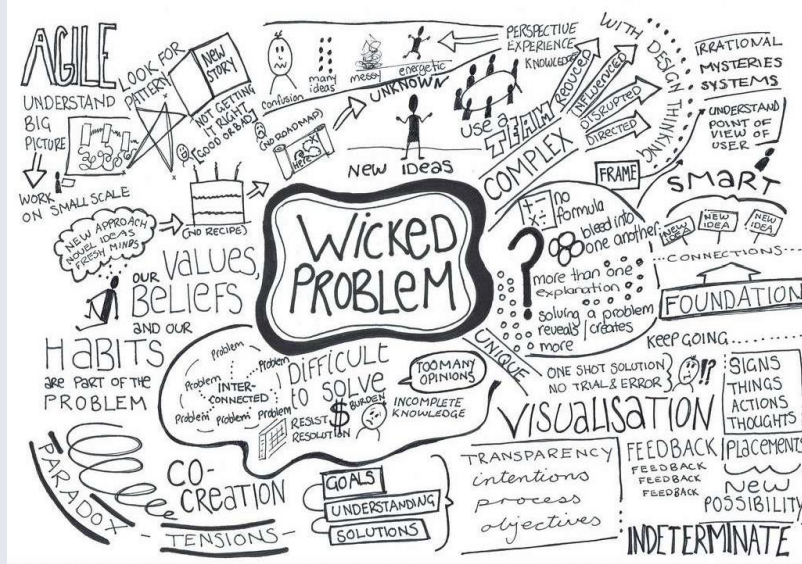 AGILE
UNDERSTAND
BIG
PICTURE
WORK
ON SMALL SCALE
LOOK FOR
PATTERN
NEW
STORY
NOT GETTING
IT RIGHT
(GOOD OR BAD)
(NO RECIPE)
NEW APPROACH
NOVEL IDEAS
FRESH MINDS
confusion
many
ideas
messy
energetic
UNKNOWN
(NO ROADMAP)
HERE
NEW IDEAS
PERSPECTIVE
EXPERIENCE
KNOWLEDGE
use a
TEAM
COMPLEX
REDUCED
INFLUENCED
DISRUPTED
DIRECTED
WITH DESIGN THINKING
IRRATIONAL
MYSTERIES
SYSTEMS
UNDERSTAND
POINT OF
VIEW OF
USER
FRAME
SMART
NEW
IDEA
NEW
IDEA
NEW
IDEA
CONNECTIONS
FOUNDATION
KEEP GOING
WICKED
PROBLEM
+ -
x ÷
no
formula
bleed into
one another
?
more than one
explanation
solving a problem
reveals / creates
more
OUR VALUES,
BELIEFS
AND OUR
HABITS
ARE PART OF THE
PROBLEM
Problem
Problem
Problem
INTER-
CONNECTED
Problem
Problem
Problem
DIFFICULT
to SOLVE
RESIST
RESOLUTION
$
BURDEN
TOO MANY
OPINIONS
INCOMPLETE
KNOWLEDGE
UNIQUE
ONE SHOT SOLUTION
NO TRIAL & ERROR
!?
VISUALISATION
SIGNS
THINGS
ACTIONS
THOUGHTS
PLACEMENTS
NEW
POSSIBILITY
FEEDBACK
FEEDBACK
FEEDBACK
FEEDBACK
INDETERMINATE
TRANSPARENCY
intentions
process
objectives
PARADOX
CO-
CREATION
- TENSIONS -
GOALS
UNDERSTANDING
SOLUTIONS